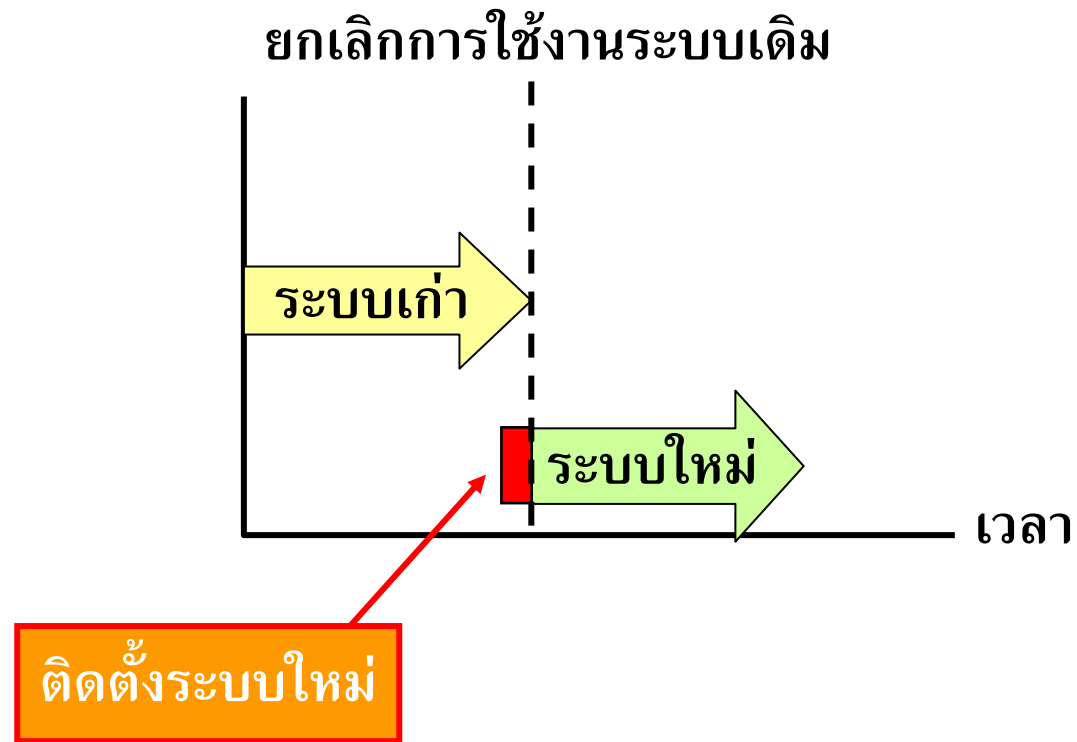 ยกเลิกการใช้งานระบบเดิม
ระบบเก่า
ระบบใหม่
เวลา
ติดตั้งระบบใหม่